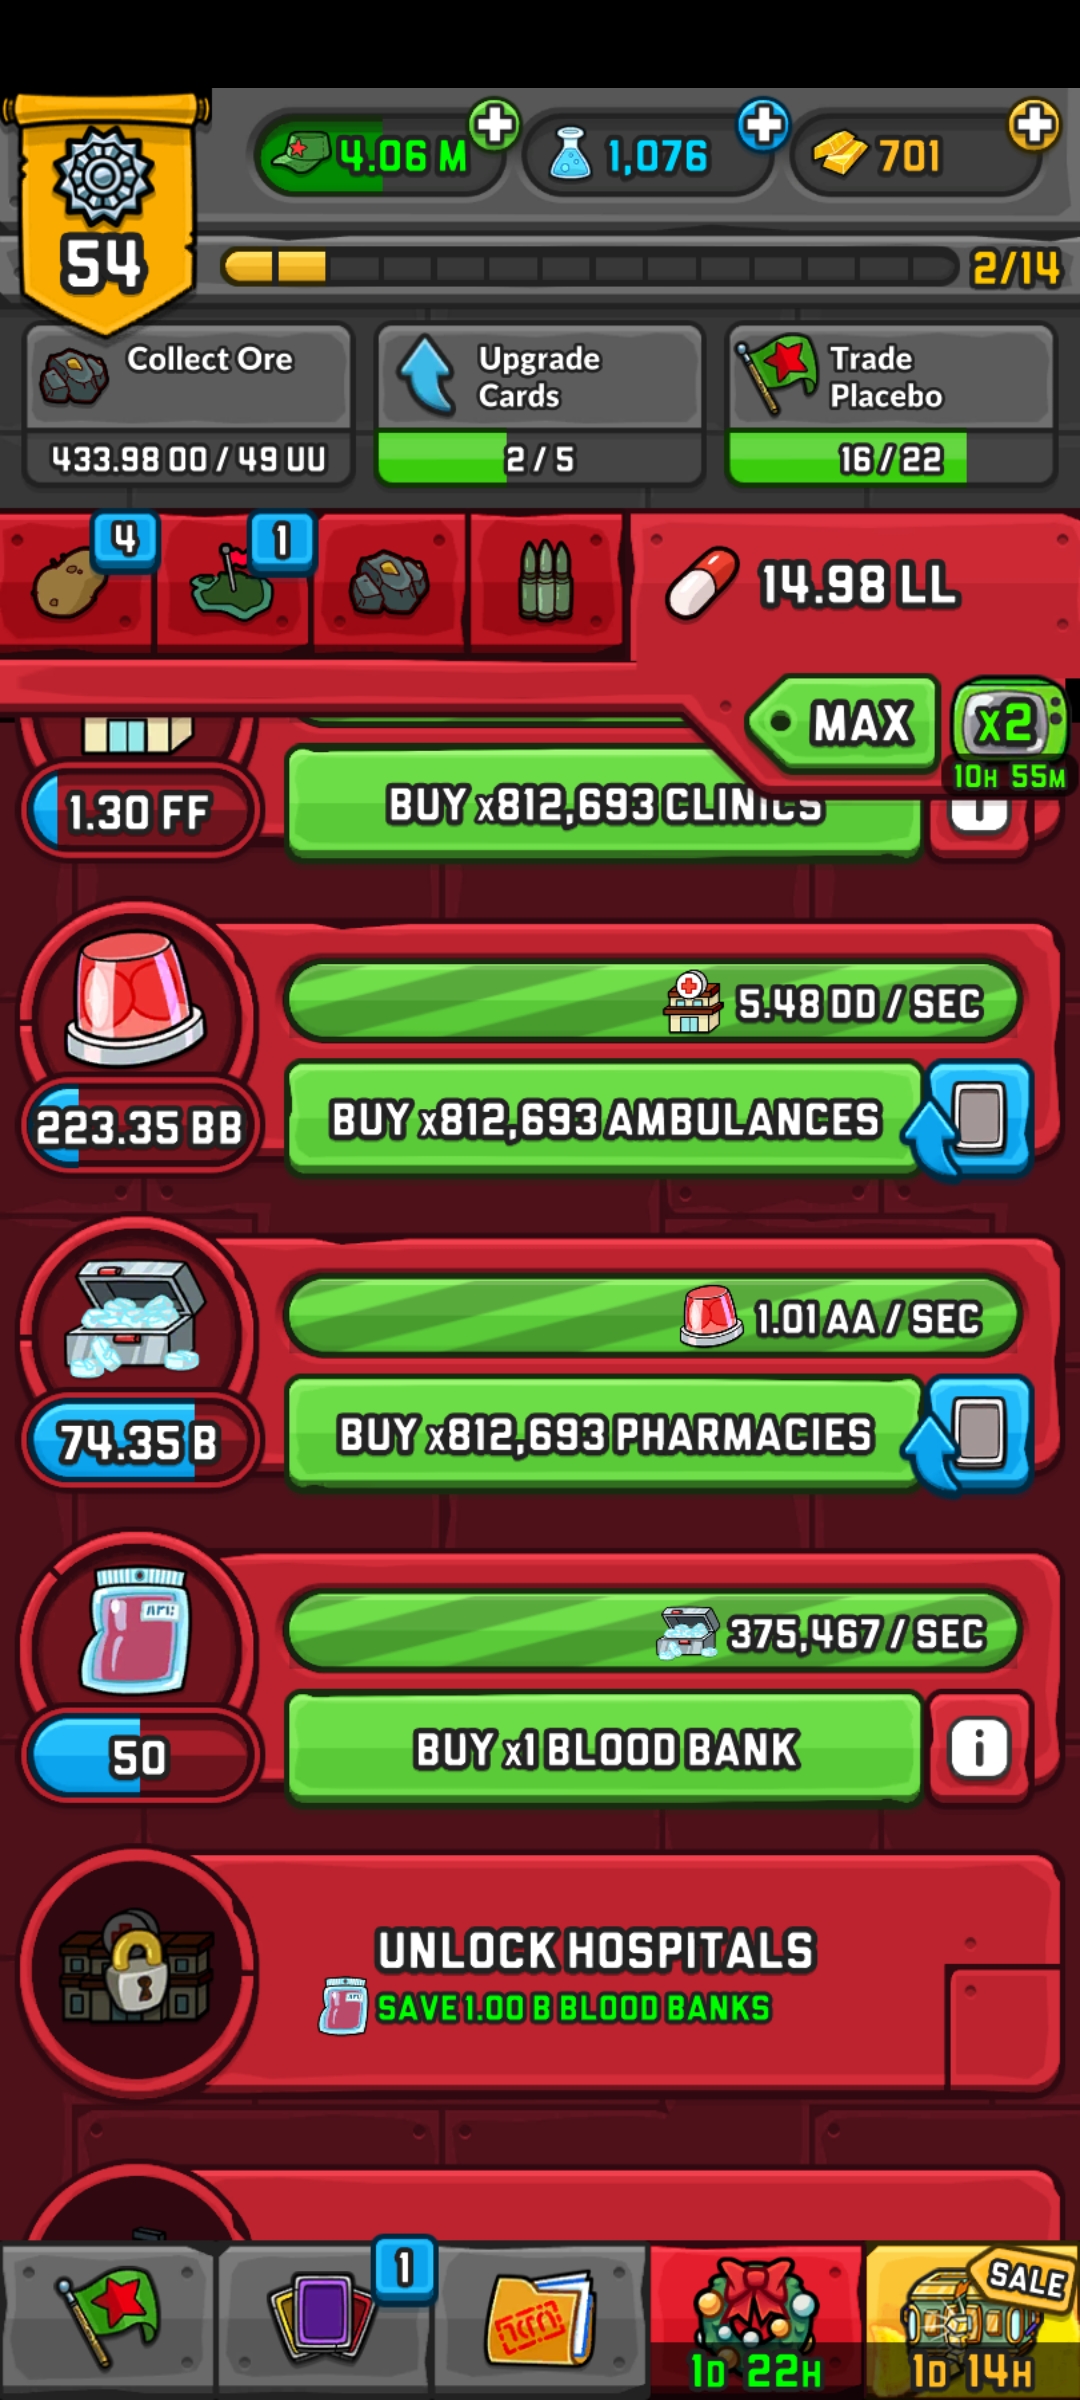 4.06 M
1,076
701
54
2/14
Collect Ore
Upgrade
Cards
Trade
Placebo
433.98 OO / 49 UU
2 / 5
16 / 22
4
1
14.98 LL
MAX
x2
10H 55M
1.30 FF
BUY x812,693 CLINICS
5.48 DD / SEC
223.35 BB
BUY x812,693 AMBULANCES
1.01 AA / SEC
74.35 B
BUY x812,693 PHARMACIES
375,467 / SEC
50
BUY x1 BLOOD BANK
i
UNLOCK HOSPITALS
SAVE 1.00 B BLOOD BANKS
1
SALE
1D 22H
1D 14H